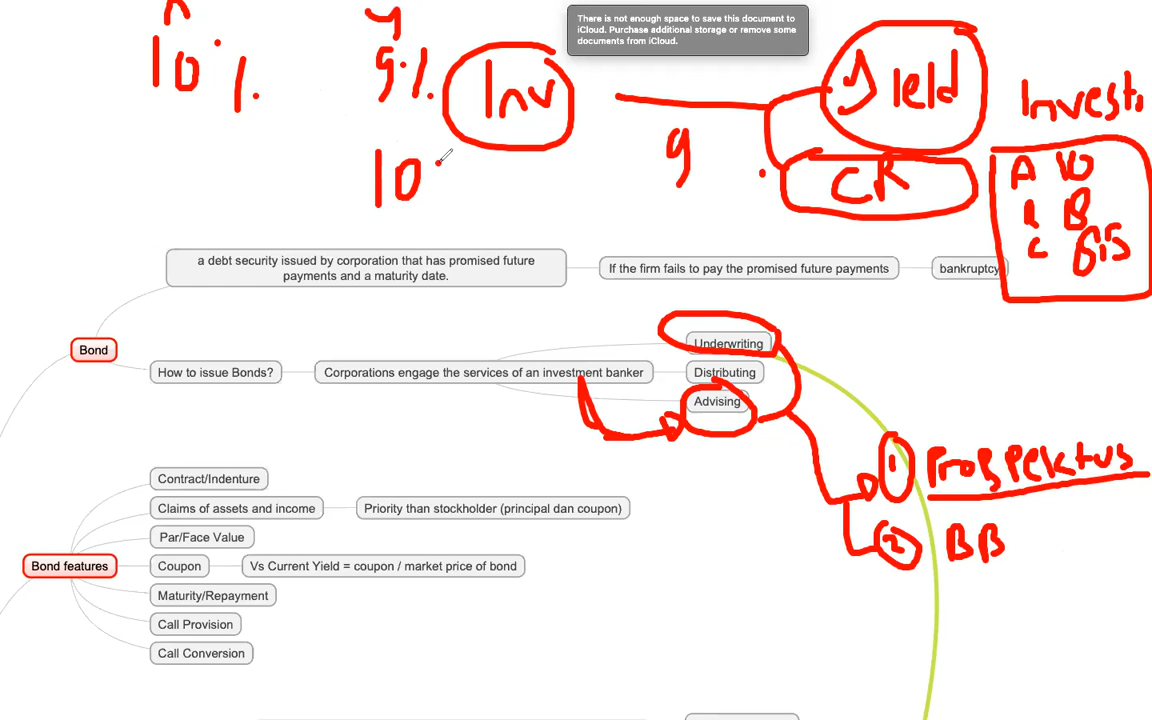 There is not enough space to save this document to
iCloud. Purchase additional storage or remove some
documents from iCloud.
10 %.
y
9 %.
Inv
Yield
Invest
10
9
CR
A
B
C
a debt security issued by corporation that has promised future
payments and a maturity date.
If the firm fails to pay the promised future payments
bankruptcy
Bond
How to issue Bonds?
Corporations engage the services of an investment banker
Underwriting
Distributing
Advising
1 Prospektus
2 BB
Bond features
Contract/Indenture
Claims of assets and income
Priority than stockholder (principal dan coupon)
Par/Face Value
Coupon
Vs Current Yield = coupon / market price of bond
Maturity/Repayment
Call Provision
Call Conversion